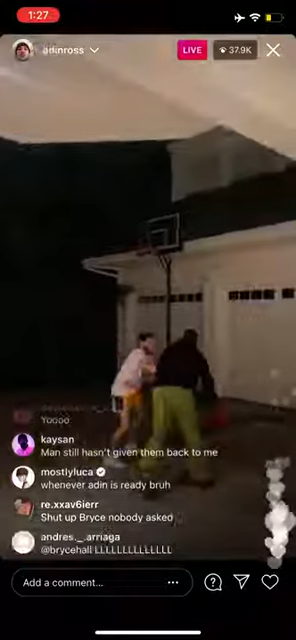 1:27
adinross
LIVE
37.9K
Yoooo
kaysan
Man still hasn't given them back to me
mostlyluca
whenever adin is ready bruh
re.xxav6ierr
Shut up Bryce nobody asked
andres._.arriaga
@brycehall LLLLLLLLLLLLLL
Add a comment...